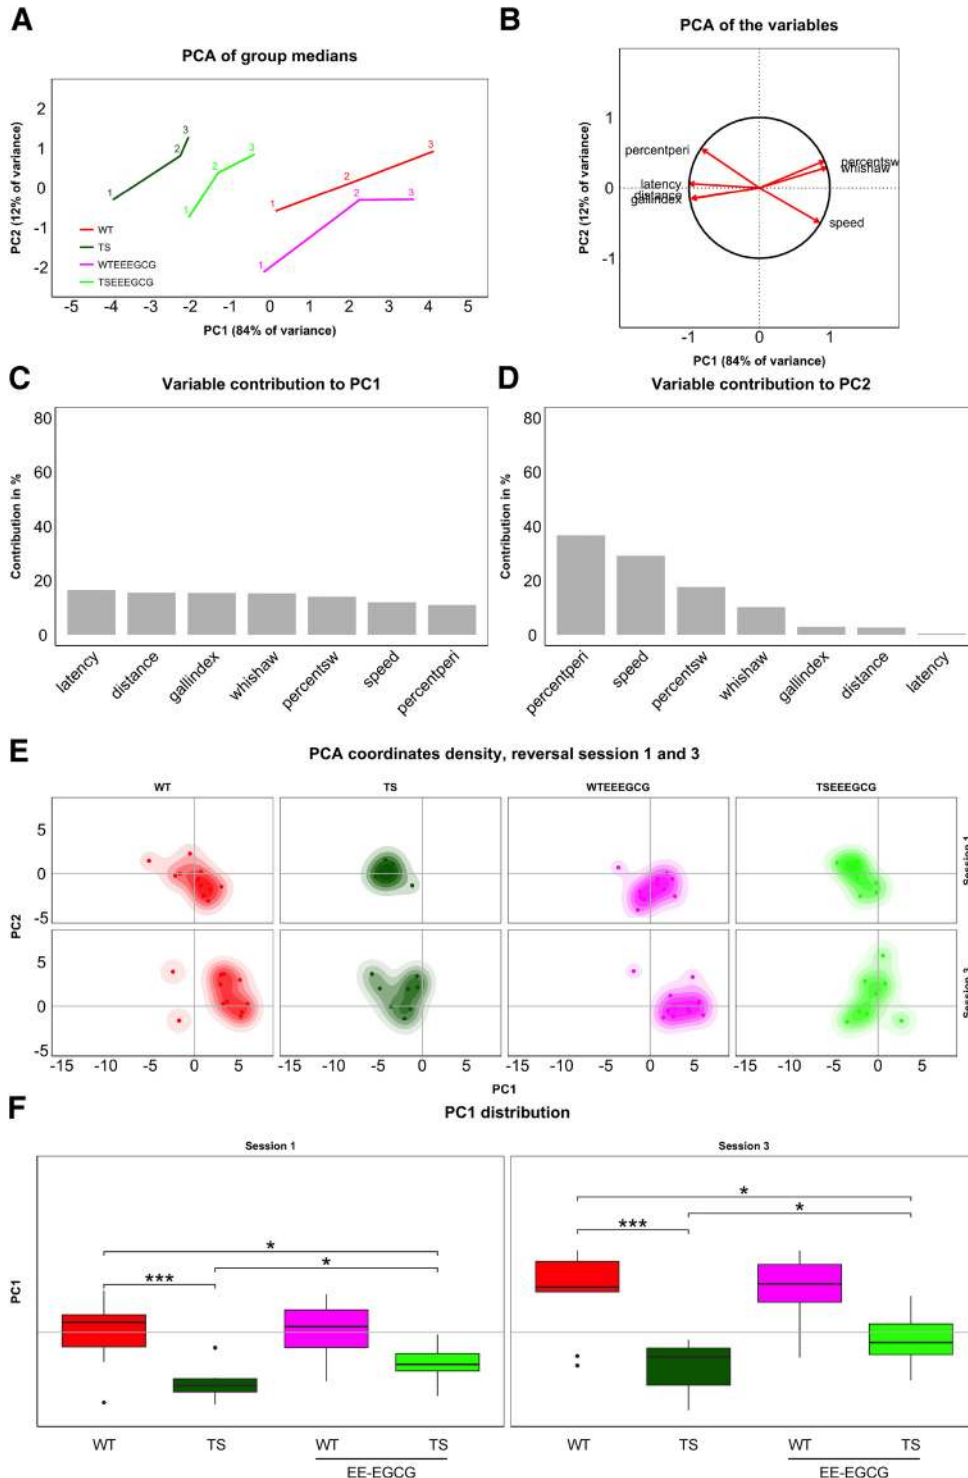 A
B
PCA of group medians
PCA of the variables
PC2 (12% of variance)
2
1
0
-1
-2
1
2
3
1
2
3
1
2
3
1
2
3
WT
TS
WTEEEGCG
TSEEEGCG
-5 -4 -3 -2 -1 0 1 2 3 4 5
PC1 (84% of variance)
PC2 (12% of variance)
1
0
-1
percentperi
latency
distance
gallindex
percentsw
whishaw
speed
-1 0 1
PC1 (84% of variance)
C
D
Variable contribution to PC1
Variable contribution to PC2
Contribution in %
80
60
40
20
0
latency distance gallindex whishaw percentsw speed percentperi
Contribution in %
80
60
40
20
0
percentperi speed percentsw whishaw gallindex distance latency
E
PCA coordinates density, reversal session 1 and 3
WT TS WTEEEGCG TSEEEGCG
PC2
5
0
-5
Session 1
5
0
-5
Session 3
-15 -10 -5 0 5 -15 -10 -5 0 5 -15 -10 -5 0 5 -15 -10 -5 0 5
PC1
F
PC1 distribution
Session 1 Session 3
PC1
*
*
***
*
*
***
WT TS WT TS WT TS WT TS
EE-EGCG EE-EGCG